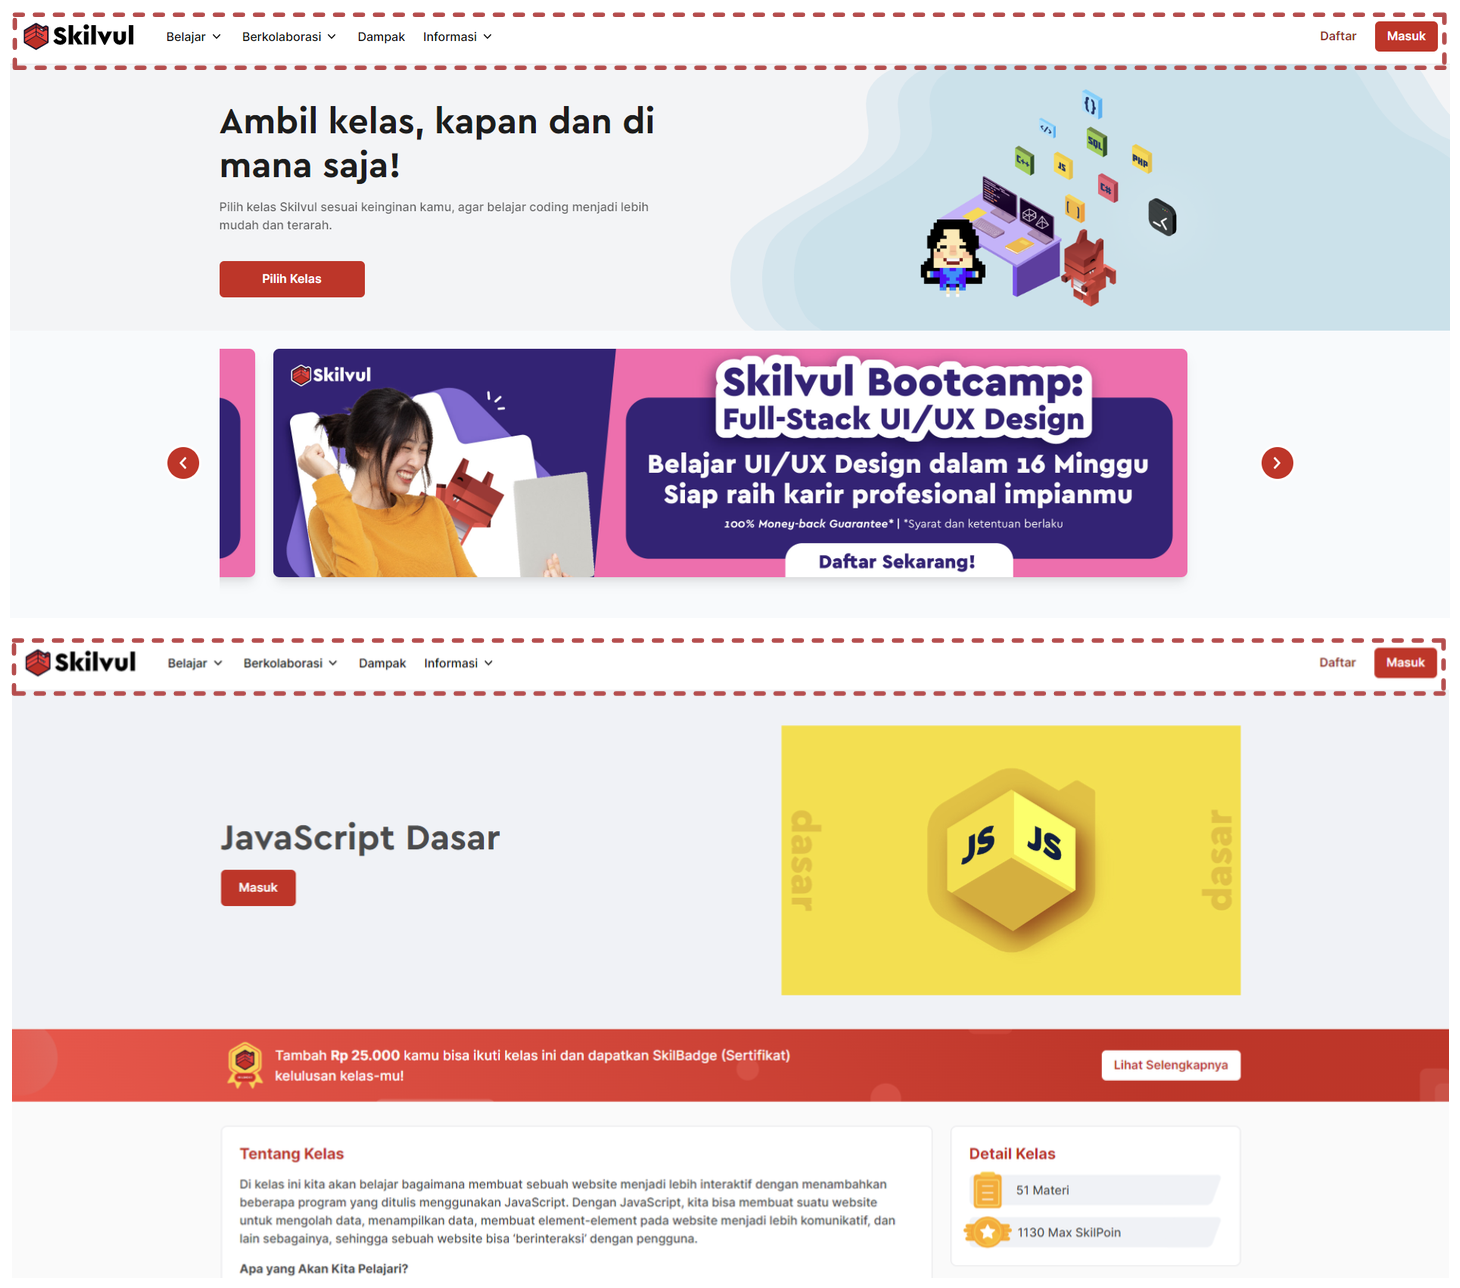 Skilvul Belajar Berkolaborasi Dampak Informasi Daftar Masuk
Ambil kelas, kapan dan di
mana saja!
Pilih kelas Skilvul sesuai keinginan kamu, agar belajar coding menjadi lebih
mudah dan terarah.
Pilih Kelas
{}
</>
SQL
C++
JS
PHP
C#
[ ]
Skilvul
Skilvul Bootcamp:
Full-Stack UI/UX Design
Belajar UI/UX Design dalam 16 Minggu
Siap raih karir profesional impianmu
100% Money-back Guarantee* | *Syarat dan ketentuan berlaku
Daftar Sekarang!
Skilvul Belajar Berkolaborasi Dampak Informasi Daftar Masuk
JavaScript Dasar
Masuk
dasar
JS JS
dasar
Tambah Rp 25.000 kamu bisa ikuti kelas ini dan dapatkan SkilBadge (Sertifikat)
kelulusan kelas-mu!
Lihat Selengkapnya
Tentang Kelas
Di kelas ini kita akan belajar bagaimana membuat sebuah website menjadi lebih interaktif dengan menambahkan
beberapa program yang ditulis menggunakan JavaScript. Dengan JavaScript, kita bisa membuat suatu website
untuk mengolah data, menampilkan data, membuat element-element pada website menjadi lebih komunikatif, dan
lain sebagainya, sehingga sebuah website bisa 'berinteraksi' dengan pengguna.
Apa yang Akan Kita Pelajari?
Detail Kelas
51 Materi
1130 Max SkilPoin